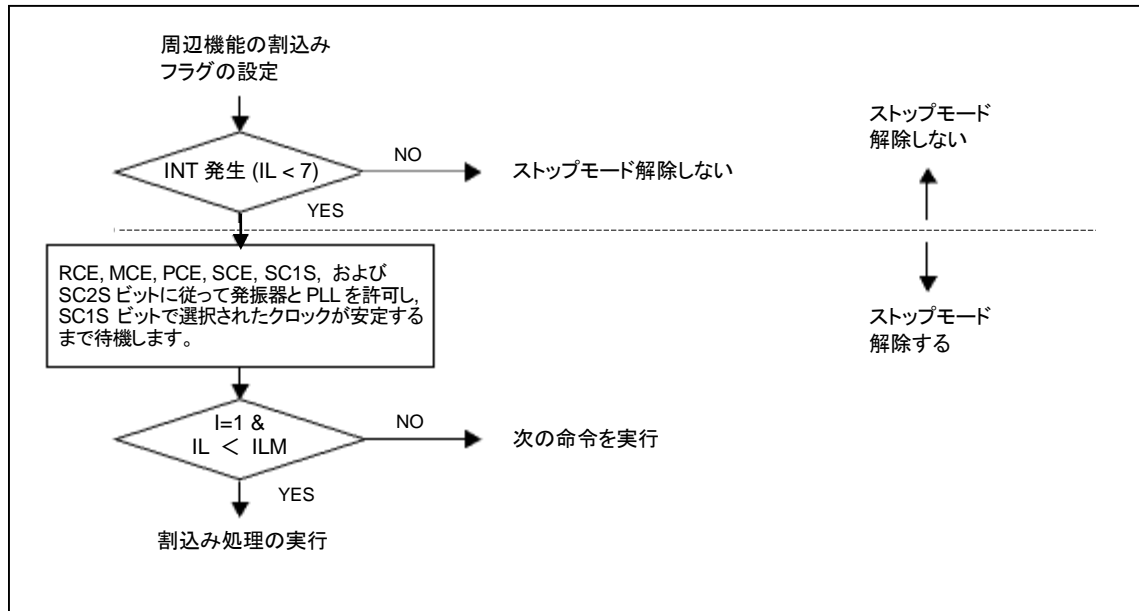 周辺機能の割込み
フラグの設定
INT 発生 (IL < 7)
NO
ストップモード解除しない
YES
ストップモード
解除しない
RCE, MCE, PCE, SCE, SC1S, および
SC2S ビットに従って発振器と PLL を許可し,
SC1S ビットで選択されたクロックが安定する
まで待機します。
ストップモード
解除する
I=1 &
IL < ILM
NO
次の命令を実行
YES
割込み処理の実行